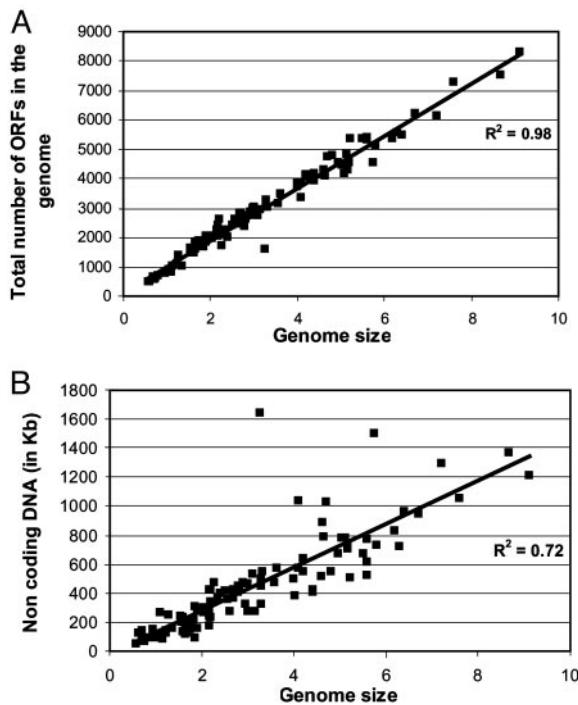 A
Total number of ORFs in the
genome
9000
8000
7000
6000
5000
4000
3000
2000
1000
0
R² = 0.98
0 2 4 6 8 10
Genome size
B
Non coding DNA (in Kb)
1800
1600
1400
1200
1000
800
600
400
200
0
R² = 0.72
0 2 4 6 8 10
Genome size